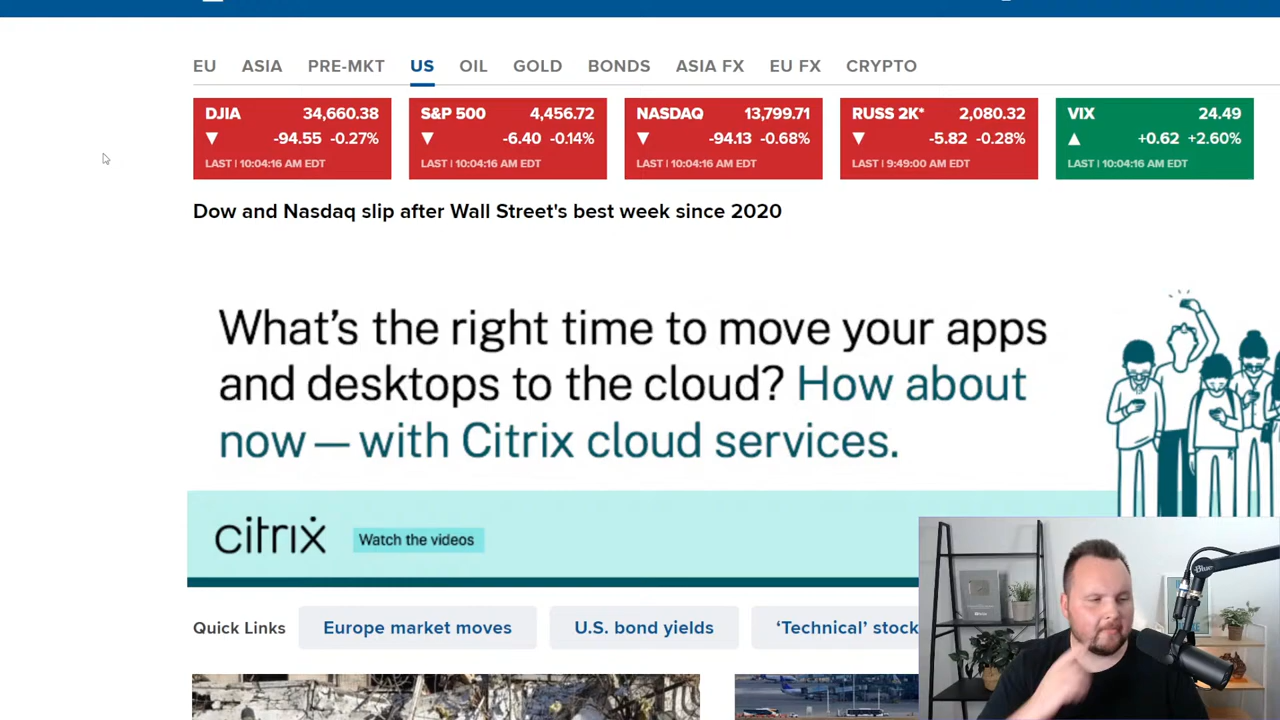 EU ASIA PRE-MKT US OIL GOLD BONDS ASIA FX EU FX CRYPTO
DJIA 34,660.38
▼ -94.55 -0.27%
LAST | 10:04:16 AM EDT
S&P 500 4,456.72
▼ -6.40 -0.14%
LAST | 10:04:16 AM EDT
NASDAQ 13,799.71
▼ -94.13 -0.68%
LAST | 10:04:16 AM EDT
RUSS 2K* 2,080.32
▼ -5.82 -0.28%
LAST | 9:49:00 AM EDT
VIX 24.49
▲ +0.62 +2.60%
LAST | 10:04:16 AM EDT
Dow and Nasdaq slip after Wall Street's best week since 2020
What's the right time to move your apps
and desktops to the cloud? How about
now — with Citrix cloud services.
citrix Watch the videos
Quick Links Europe market moves U.S. bond yields ‘Technical’ stock
Blue